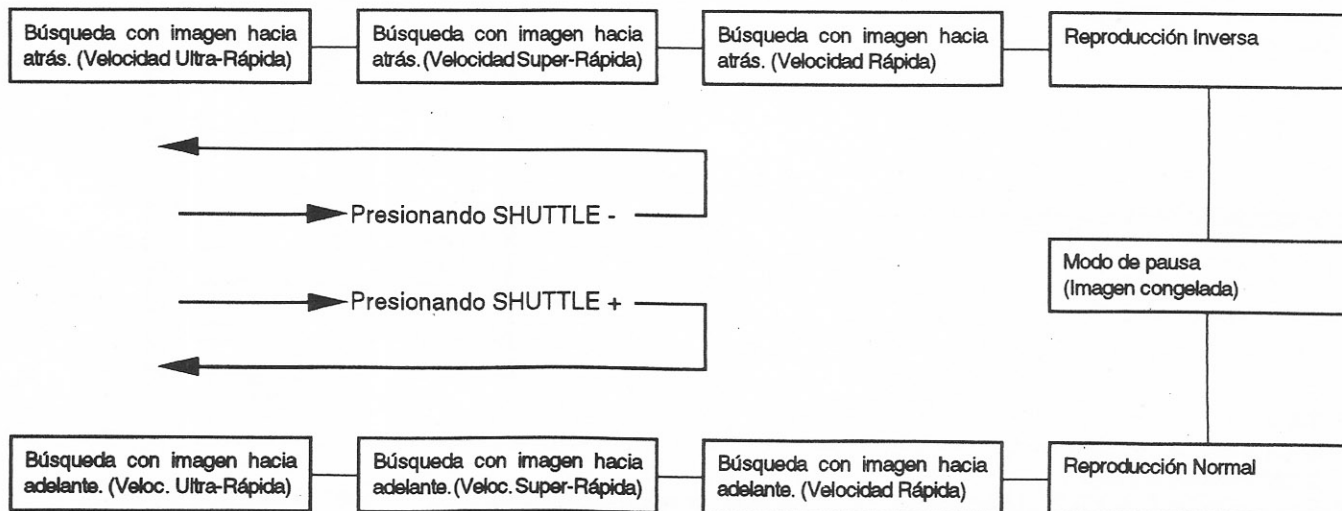 Búsqueda con imagen hacia
atrás. (Velocidad Ultra-Rápida)
Búsqueda con imagen hacia
atrás. (Velocidad Super-Rápida)
Búsqueda con imagen hacia
atrás. (Velocidad Rápida)
Reproducción Inversa
Presionando SHUTTLE -
Modo de pausa
(Imagen congelada)
Presionando SHUTTLE +
Búsqueda con imagen hacia
adelante. (Veloc. Ultra-Rápida)
Búsqueda con imagen hacia
adelante. (Veloc. Super-Rápida)
Búsqueda con imagen hacia
adelante. (Velocidad Rápida)
Reproducción Normal